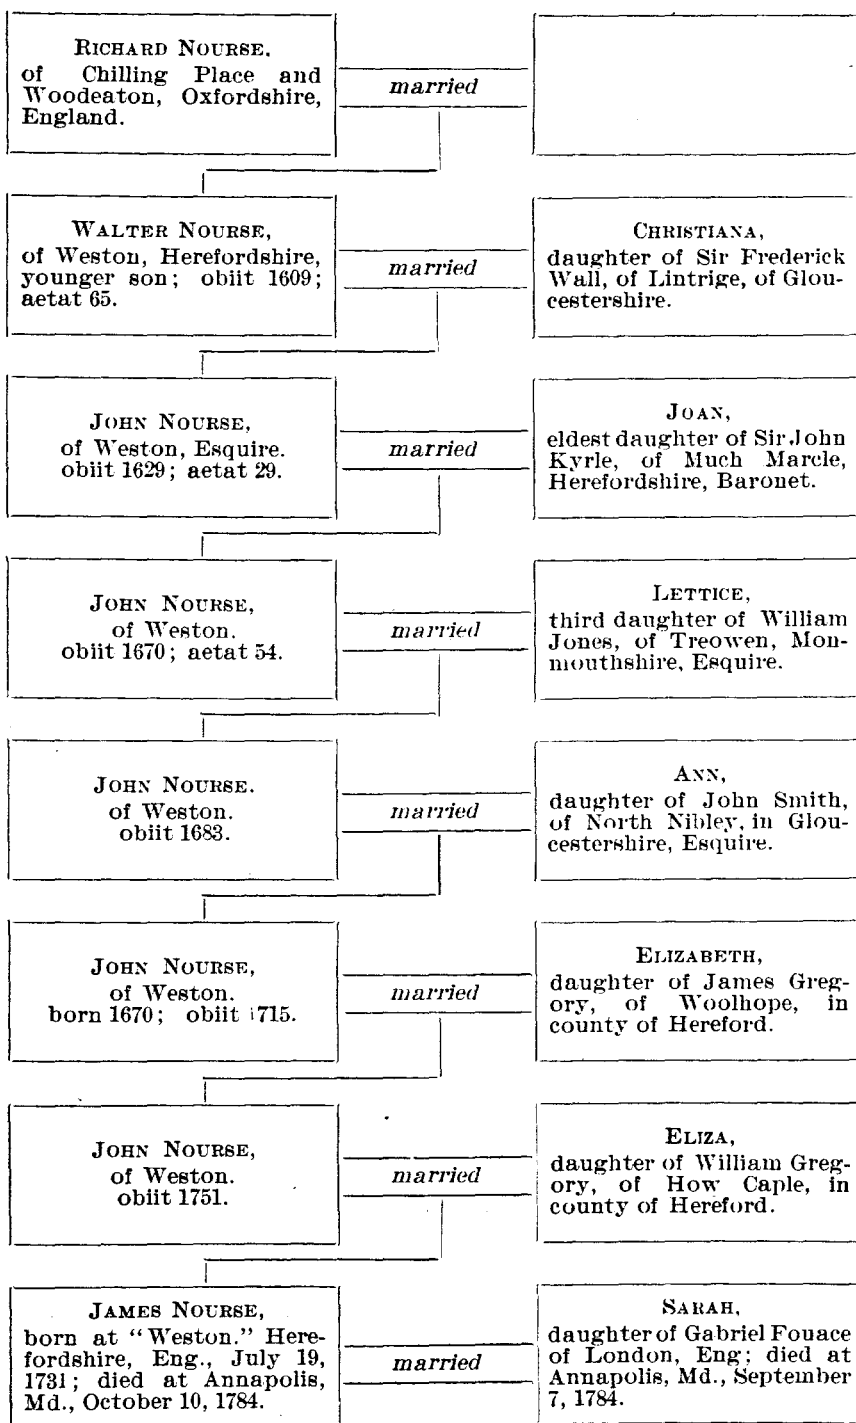 RICHARD NOURSE,
of Chilling Place and
Woodeaton, Oxfordshire,
England.
married
WALTER NOURSE,
of Weston, Herefordshire,
younger son; obiit 1609;
aetat 65.
married
CHRISTIANA,
daughter of Sir Frederick
Wall, of Lintrige, of Glou-
cestershire.
JOHN NOURSE,
of Weston, Esquire.
obiit 1629; aetat 29.
married
JOAN,
eldest daughter of Sir John
Kyrle, of Much Marcle,
Herefordshire, Baronet.
JOHN NOURSE,
of Weston.
obiit 1670; aetat 54.
married
LETTICE,
third daughter of William
Jones, of Treowen, Mon-
mouthshire, Esquire.
JOHN NOURSE.
of Weston.
obiit 1683.
married
ANN,
daughter of John Smith,
of North Nibley, in Glou-
cestershire, Esquire.
JOHN NOURSE,
of Weston.
born 1670; obiit 1715.
married
ELIZABETH,
daughter of James Greg-
ory, of Woolhope, in
county of Hereford.
JOHN NOURSE,
of Weston.
obiit 1751.
married
ELIZA,
daughter of William Greg-
ory, of How Caple, in
county of Hereford.
JAMES NOURSE,
born at "Weston." Here-
fordshire, Eng., July 19,
1731; died at Annapolis,
Md., October 10, 1784.
married
SARAH,
daughter of Gabriel Fouace
of London, Eng; died at
Annapolis, Md., September
7, 1784.